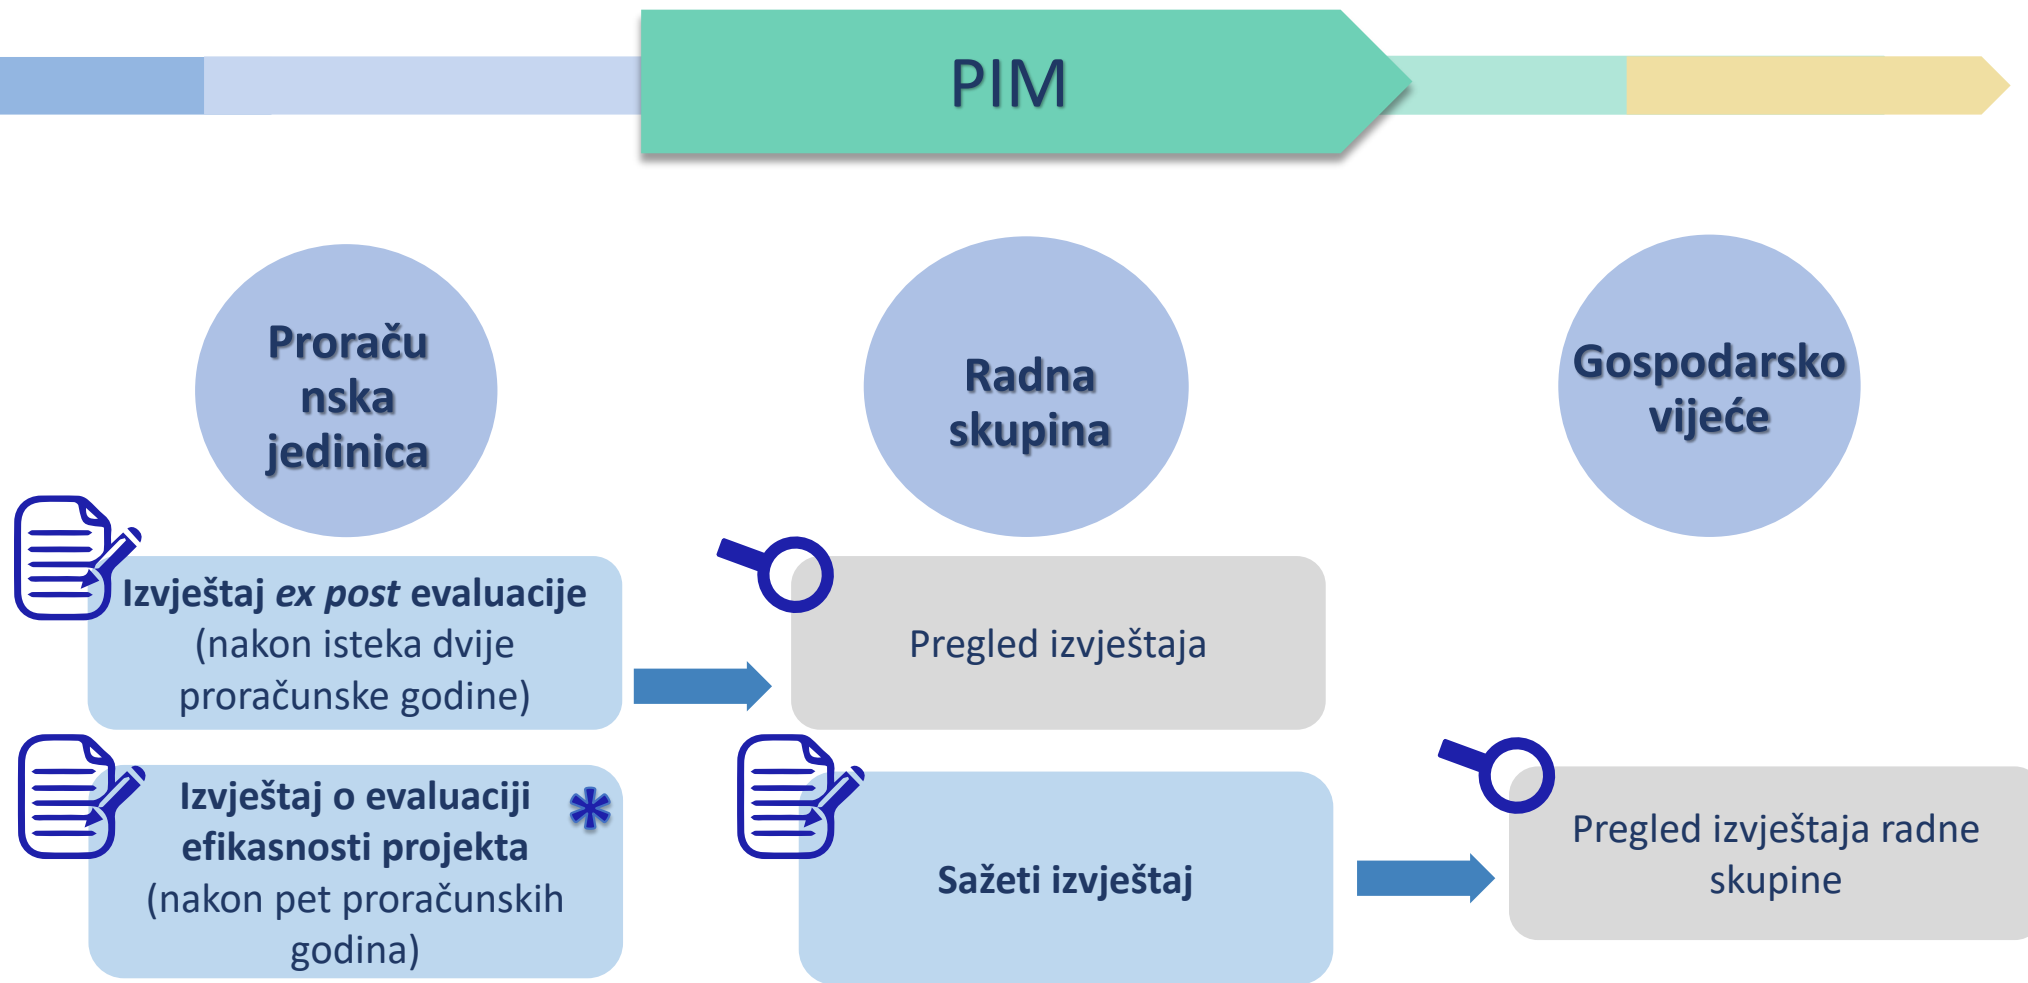 PIM
Proraču
nska
jedinica
Radna
skupina
Gospodarsko
vijeće
Izvještaj ex post evaluacije
(nakon isteka dvije
proračunske godine)
Pregled izvještaja
Izvještaj o evaluaciji
efikasnosti projekta
(nakon pet proračunskih
godina)
*
Sažeti izvještaj
Pregled izvještaja radne
skupine